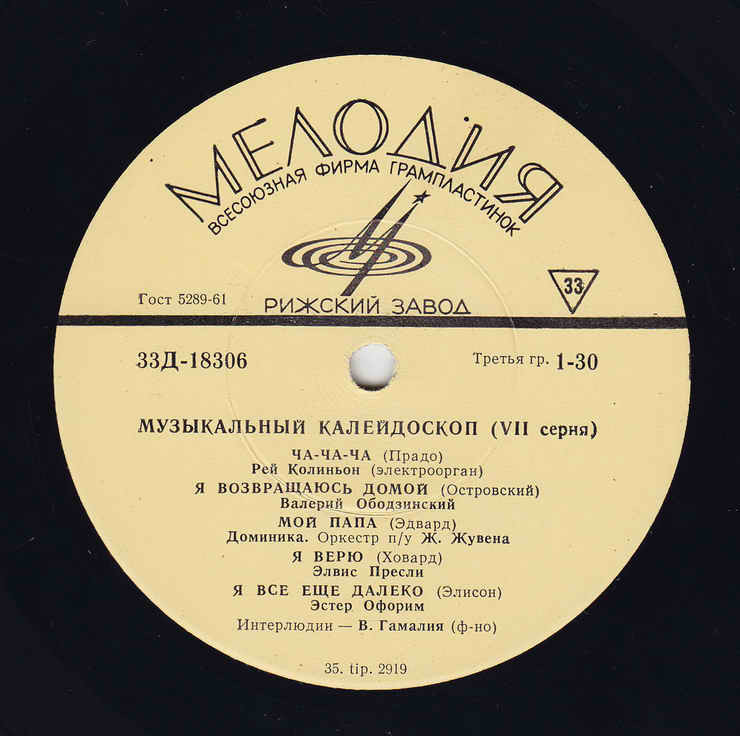 МЕЛОДИЯ
ВСЕСОЮЗНАЯ ФИРМА ГРАМПЛАСТИНОК
Гост 5289-61
РИЖСКИЙ ЗАВОД
33
33Д-18306
Третья гр. 1-30
МУЗЫКАЛЬНЫЙ КАЛЕЙДОСКОП (VII серия)
ЧА-ЧА-ЧА (Прадо)
Рей Колиньон (электроорган)
Я ВОЗВРАЩАЮСЬ ДОМОЙ (Островский)
Валерий Ободзинский
МОЙ ПАПА (Эдвард)
Доминика. Оркестр п/у Ж. Жувена
Я ВЕРЮ (Ховард)
Элвис Пресли
Я ВСЕ ЕЩЕ ДАЛЕКО (Элисон)
Эстер Офорим
Интерлюдии — В. Гамалия (ф-но)
35. tip. 2919